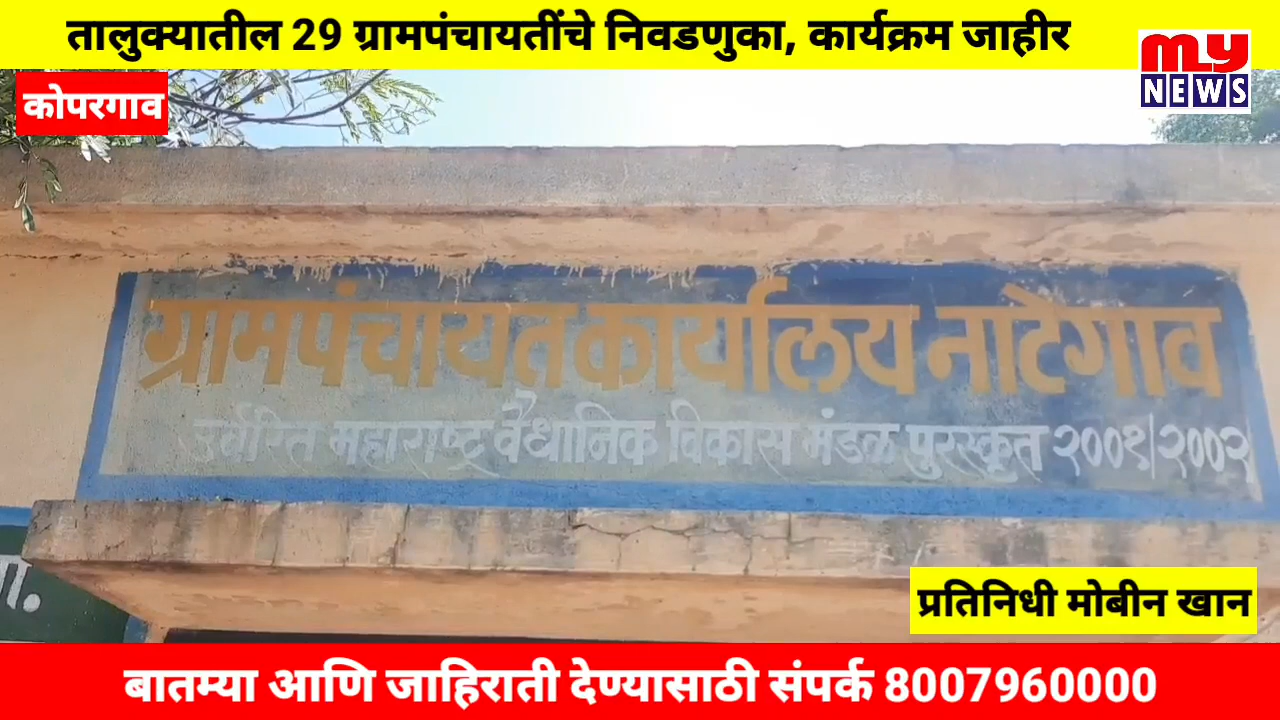 तालुक्यातील 29 ग्रामपंचायतींचे निवडणुका, कार्यक्रम जाहीर
my
NEWS
कोपरगाव
ग्रामपंचायत कार्यालय नाटेगाव
उर्वरित महाराष्ट्र वैधानिक विकास मंडळ पुरस्कृत २००१/२००२
प्रतिनिधी मोबीन खान
बातम्या आणि जाहिराती देण्यासाठी संपर्क 8007960000